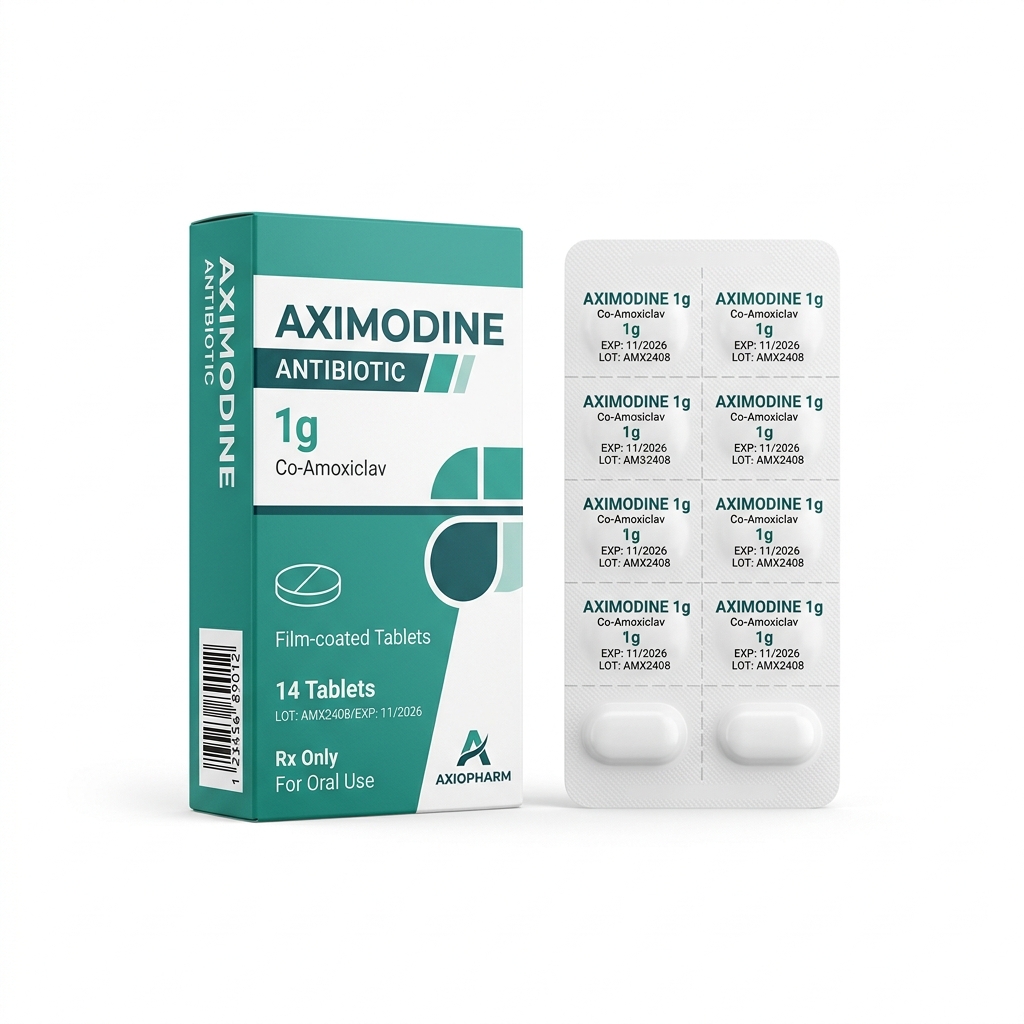 AXIMODINE
ANTIBIOTIC
AXIMODINE
ANTIBIOTIC
1g
Co-Amoxiclav
Film-coated Tablets
14 Tablets
LOT: AMX2408/EXP: 11/2026
Rx Only
For Oral Use
AXIOPHARM
1 23456 89012
AXIMODINE 1g
Co-Amoxiclav
1g
EXP: 11/2026
LOT: AMX2408
AXIMODINE 1g
Co-Amoxiclav
1g
EXP: 11/2026
LOT: AMX2408
AXIMODINE 1g
Co-Amosiclav
1g
EXP: 11/2026
LOT: AM32408
AXIMODINE 1g
Co-Amoxiclav
1g
EXP: 11/2026
LOT: AMX2408
AXIMODINE 1g
Co-Amoxiclav
1g
EXP: 11/2026
LOT: AMX2408
AXIMODINE 1g
Co-Amoxiclav
1g
EXP: 11/2026
LOT: AMX2408
AXIMODINE 1g
Co-Amoxiclav
1g
EXP: 11/2026
LOT: AMX2408
AXIMODINE 1g
Co-Amoxiclav
1g
EXP: 11/2026
LOT: AMX2408